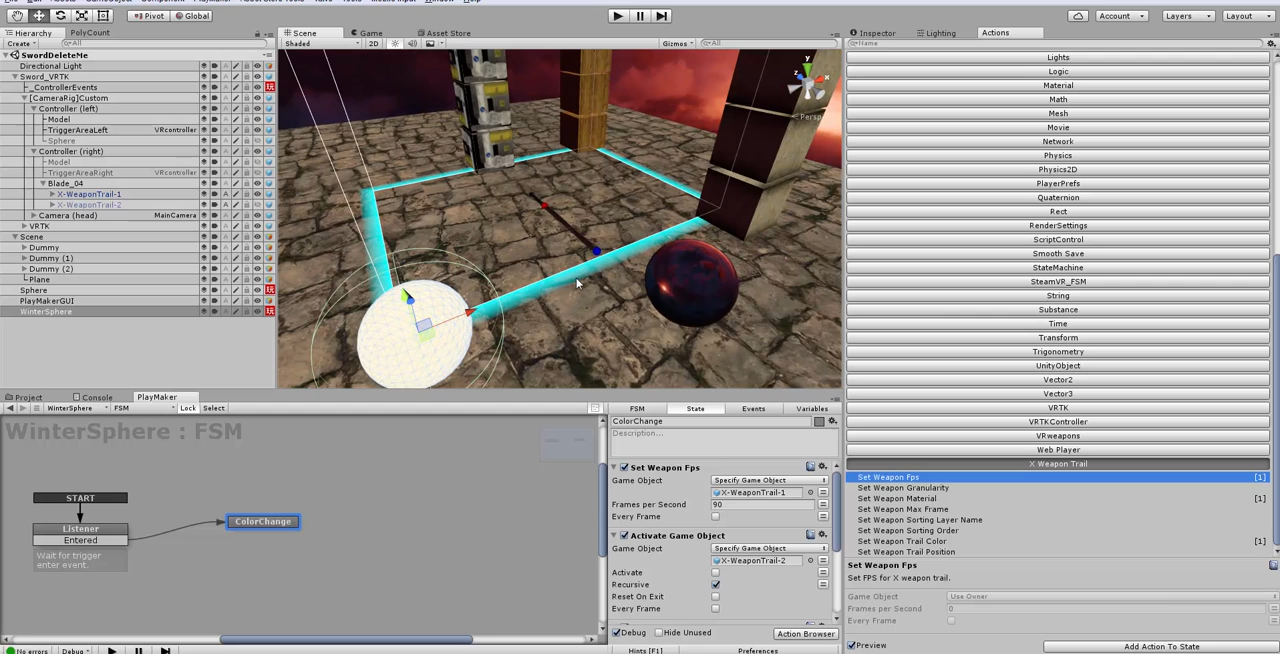 Pivot Global Account Layers Layout
Hierarchy PolyCount
Create All
SwordDeleteMe
Directional Light
Sword_VRTK
_ControllerEvents
[CameraRig]Custom
Controller (left)
Model
TriggerAreaLeft VRcontroller
Sphere
Controller (right)
Model
TriggerAreaRight VRcontroller
Blade_04
X-WeaponTrail-1
X-WeaponTrail-2
Camera (head) MainCamera
VRTK
Scene
Dummy
Dummy (1)
Dummy (2)
Plane
Sphere
PlayMakerGUI
WinterSphere
Scene Game Asset Store
Shaded 2D Gizmos All
y
x
z
Persp
Project Console PlayMaker
WinterSphere FSM Lock Select
WinterSphere : FSM
START
Listener
Entered
Wait for trigger
enter event.
ColorChange
No errors Debug
FSM State Events Variables
ColorChange
Description...
Set Weapon Fps
Game Object Specify Game Object
X-WeaponTrail-1
Frames per Second 90
Every Frame
Activate Game Object
Game Object Specify Game Object
X-WeaponTrail-2
Activate
Recursive
Reset On Exit
Every Frame
Debug Hide Unused Action Browser
Hints [F1] Preferences
Inspector Lighting Actions
Name
Lights
Logic
Material
Math
Mesh
Movie
Network
Physics
Physics2D
PlayerPrefs
Quaternion
Rect
RenderSettings
ScriptControl
Smooth Save
StateMachine
SteamVR_FSM
String
Substance
Time
Transform
Trigonometry
UnityObject
Vector2
Vector3
VRTK
VRTKController
VRweapons
Web Player
X Weapon Trail
Set Weapon Fps [1]
Set Weapon Granularity
Set Weapon Material [1]
Set Weapon Max Frame
Set Weapon Sorting Layer Name
Set Weapon Sorting Order
Set Weapon Trail Color [1]
Set Weapon Trail Position
Set Weapon Fps
Set FPS for X weapon trail.
Game Object Use Owner
Frames per Second 0
Every Frame
Preview Add Action To State